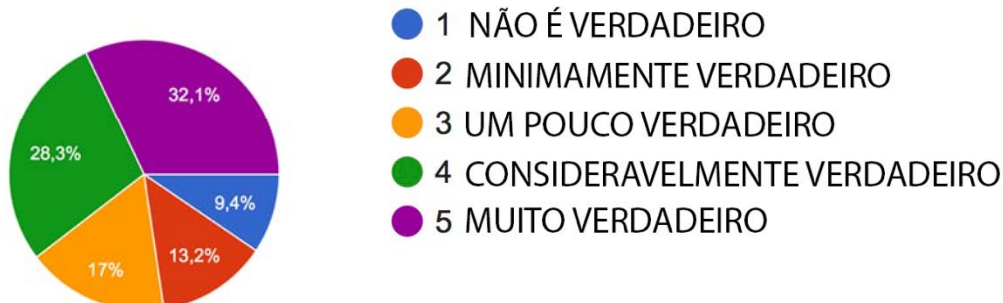 32,1%
28,3%
9,4%
17%
13,2%
1 NÃO É VERDADEIRO
2 MINIMAMENTE VERDADEIRO
3 UM POUCO VERDADEIRO
4 CONSIDERAVELMENTE VERDADEIRO
5 MUITO VERDADEIRO